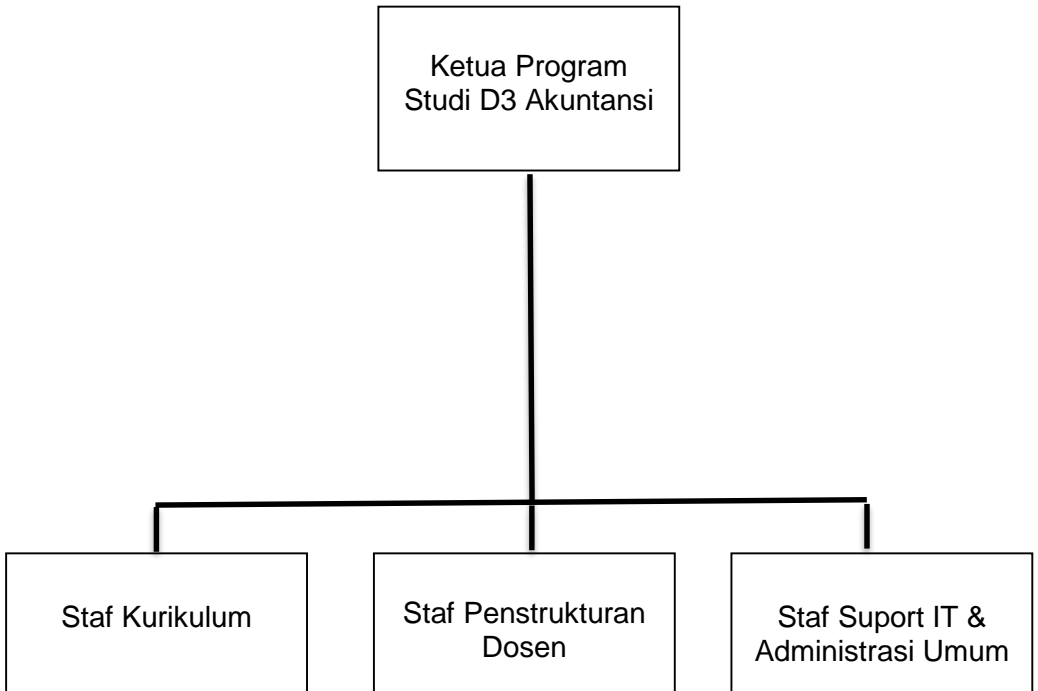 Ketua Program
Studi D3 Akuntansi
Staf Kurikulum
Staf Penstrukturan
Dosen
Staf Suport IT &
Administrasi Umum